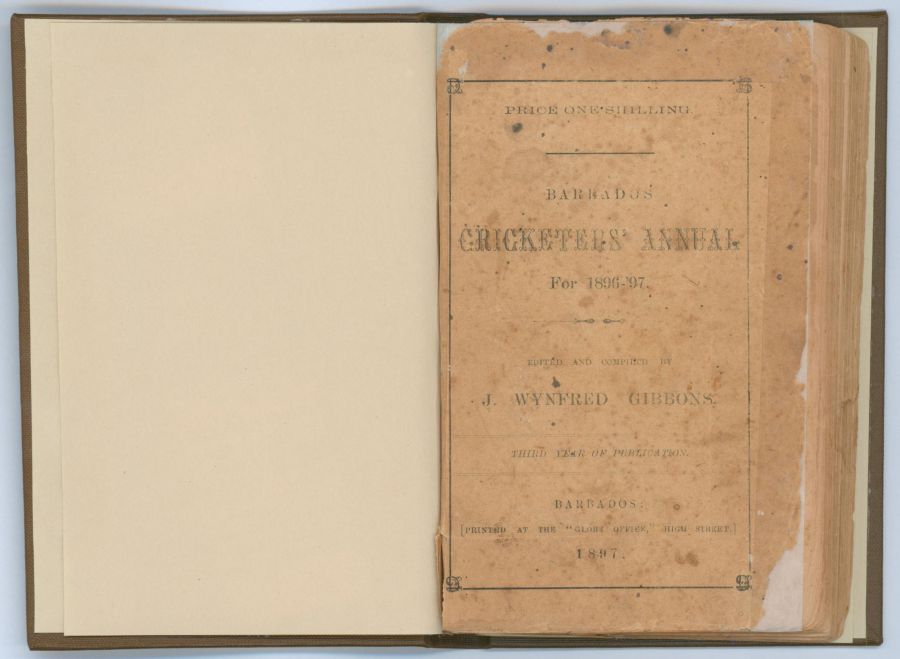 PRICE ONE SHILLING.
BARBADOS
CRICKETERS' ANNUAL
For 1896-'97.
EDITED AND COMPILED BY
J. WYNFRED GIBBONS.
THIRD YEAR OF PUBLICATION.
BARBADOS:
[PRINTED AT THE "GLOBE OFFICE," HIGH STREET.]
1897.